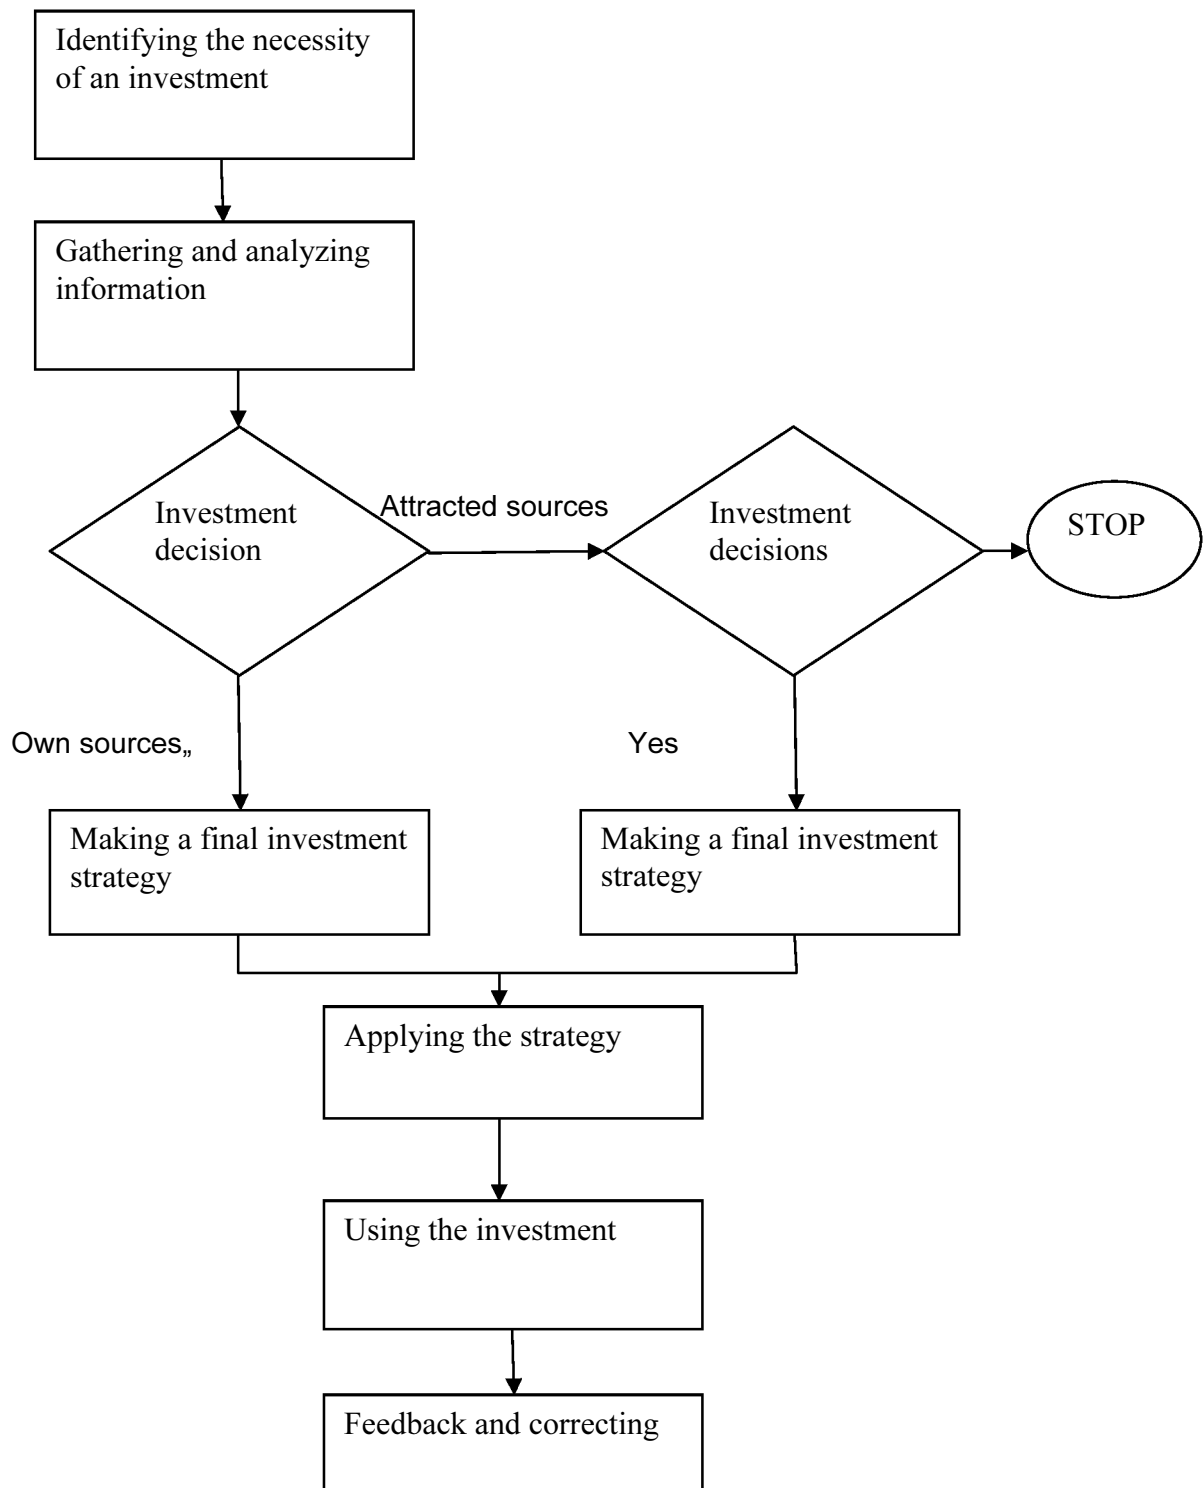 Identifying the necessity
of an investment
Gathering and analyzing
information
Investment
decision
Attracted sources
Investment
decisions
STOP
Own sources„
Yes
Making a final investment
strategy
Making a final investment
strategy
Applying the strategy
Using the investment
Feedback and correcting